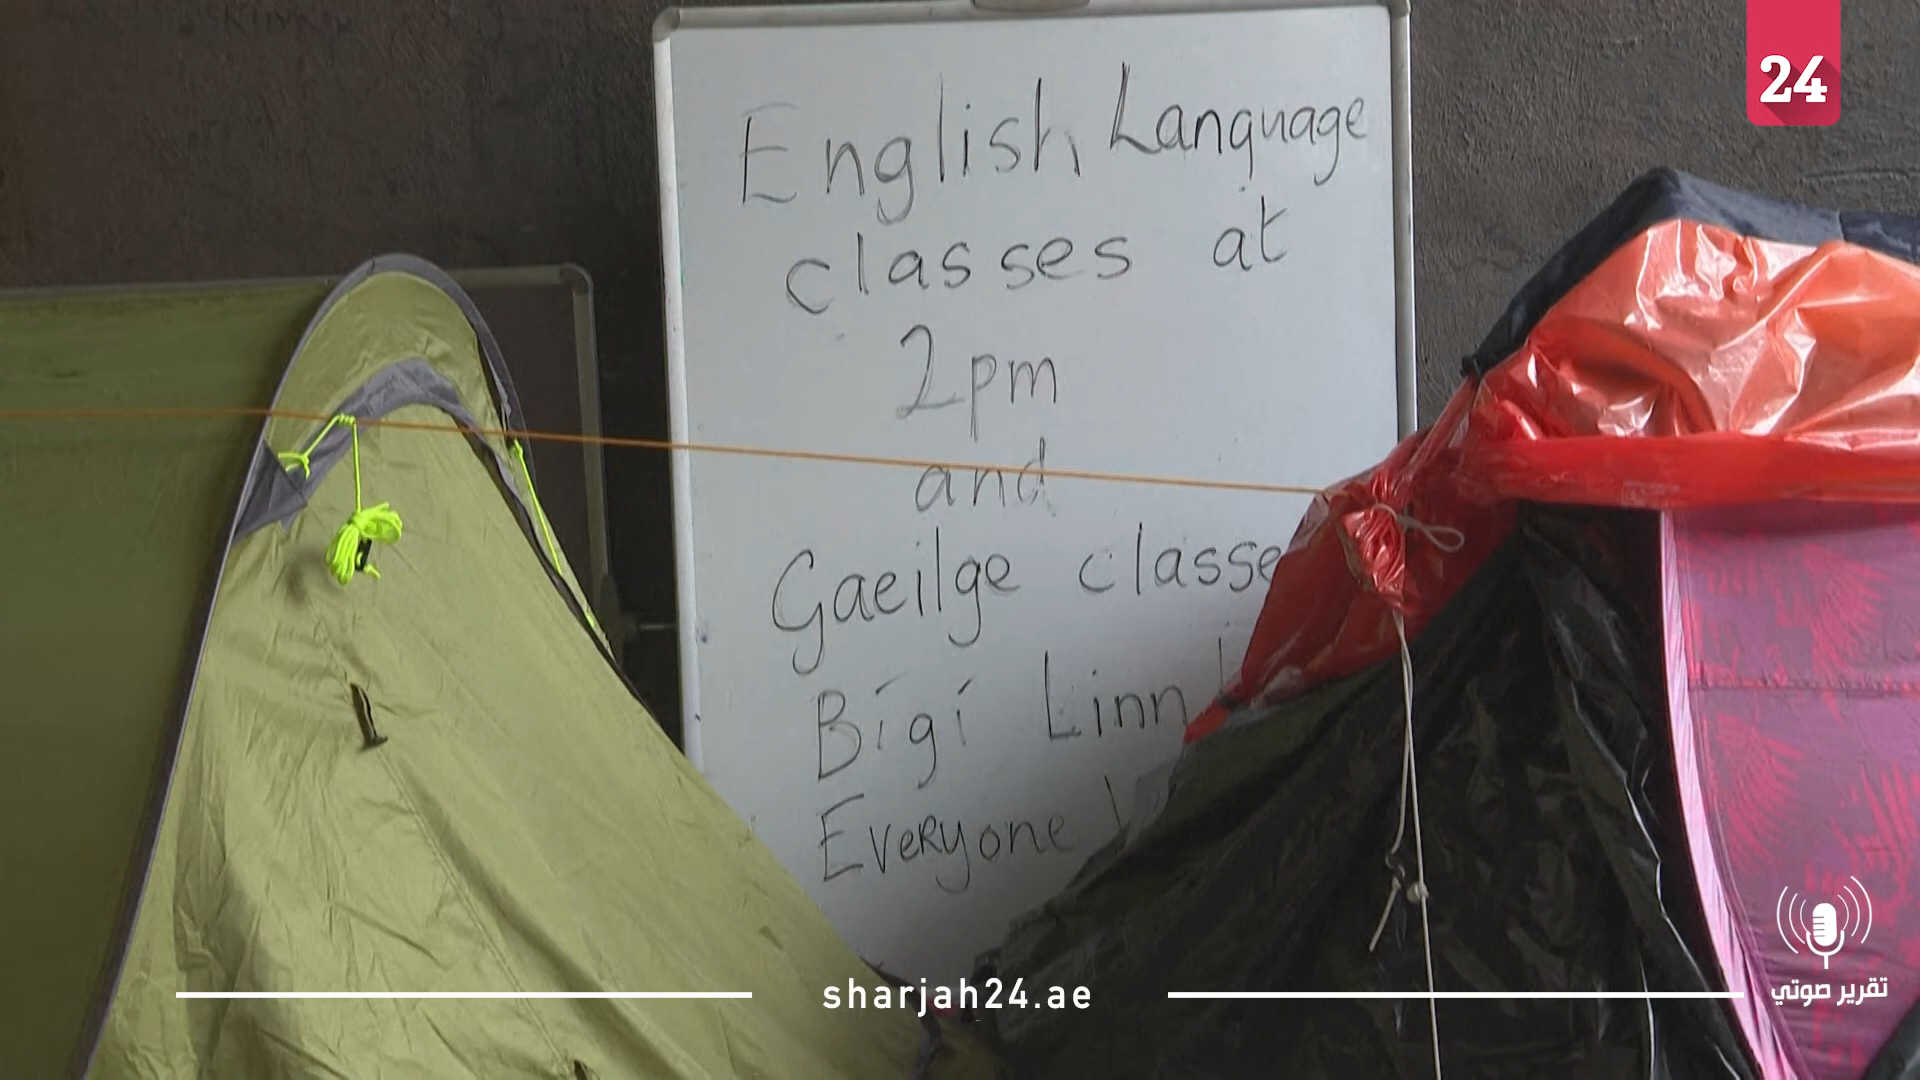 24
English Language
classes at
2pm
and
Gaeilge classe
Bígí Linn
Everyone
sharjah24.ae
تقرير صوتي